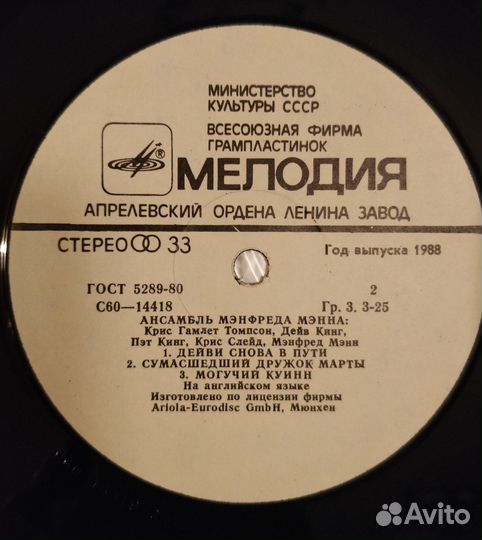 МИНИСТЕРСТВО
КУЛЬТУРЫ СССР
ВСЕСОЮЗНАЯ ФИРМА
ГРАМПЛАСТИНОК
МЕЛОДИЯ
АПРЕЛЕВСКИЙ ОРДЕНА ЛЕНИНА ЗАВОД
СТЕРЕО 33
Год выпуска 1988
ГОСТ 5289-80 2
С60—14418 Гр. 3. 3-25
АНСАМБЛЬ МЭНФРЕДА МЭННА:
Крис Гамлет Томпсон, Дейв Кинг,
Пэт Кинг, Крис Слейд, Мэнфред Мэнн
1. ДЕЙВИ СНОВА В ПУТИ
2. СУМАСШЕДШИЙ ДРУЖОК МАРТЫ
3. МОГУЧИЙ КУИНН
На английском языке
Изготовлено по лицензии фирмы
Ariola-Eurodisc GmbH, Мюнхен
Avito